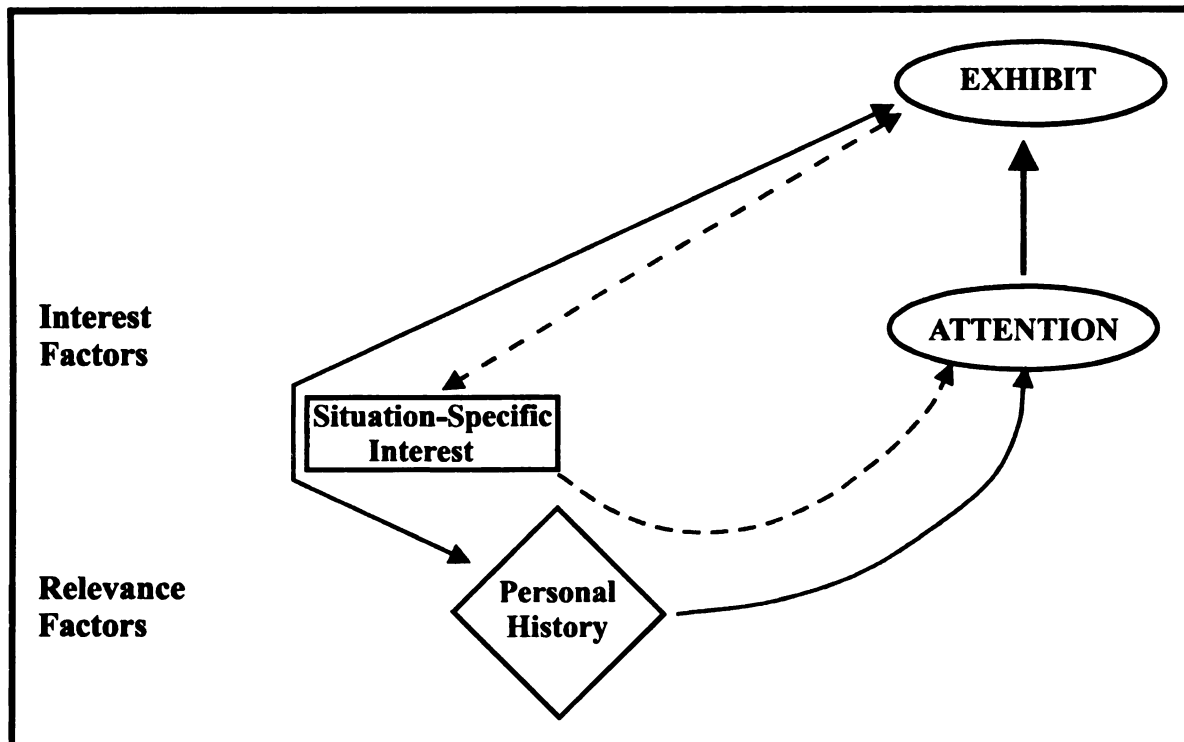 EXHIBIT
Interest
Factors
ATTENTION
Situation-Specific
Interest
Relevance
Factors
Personal
History